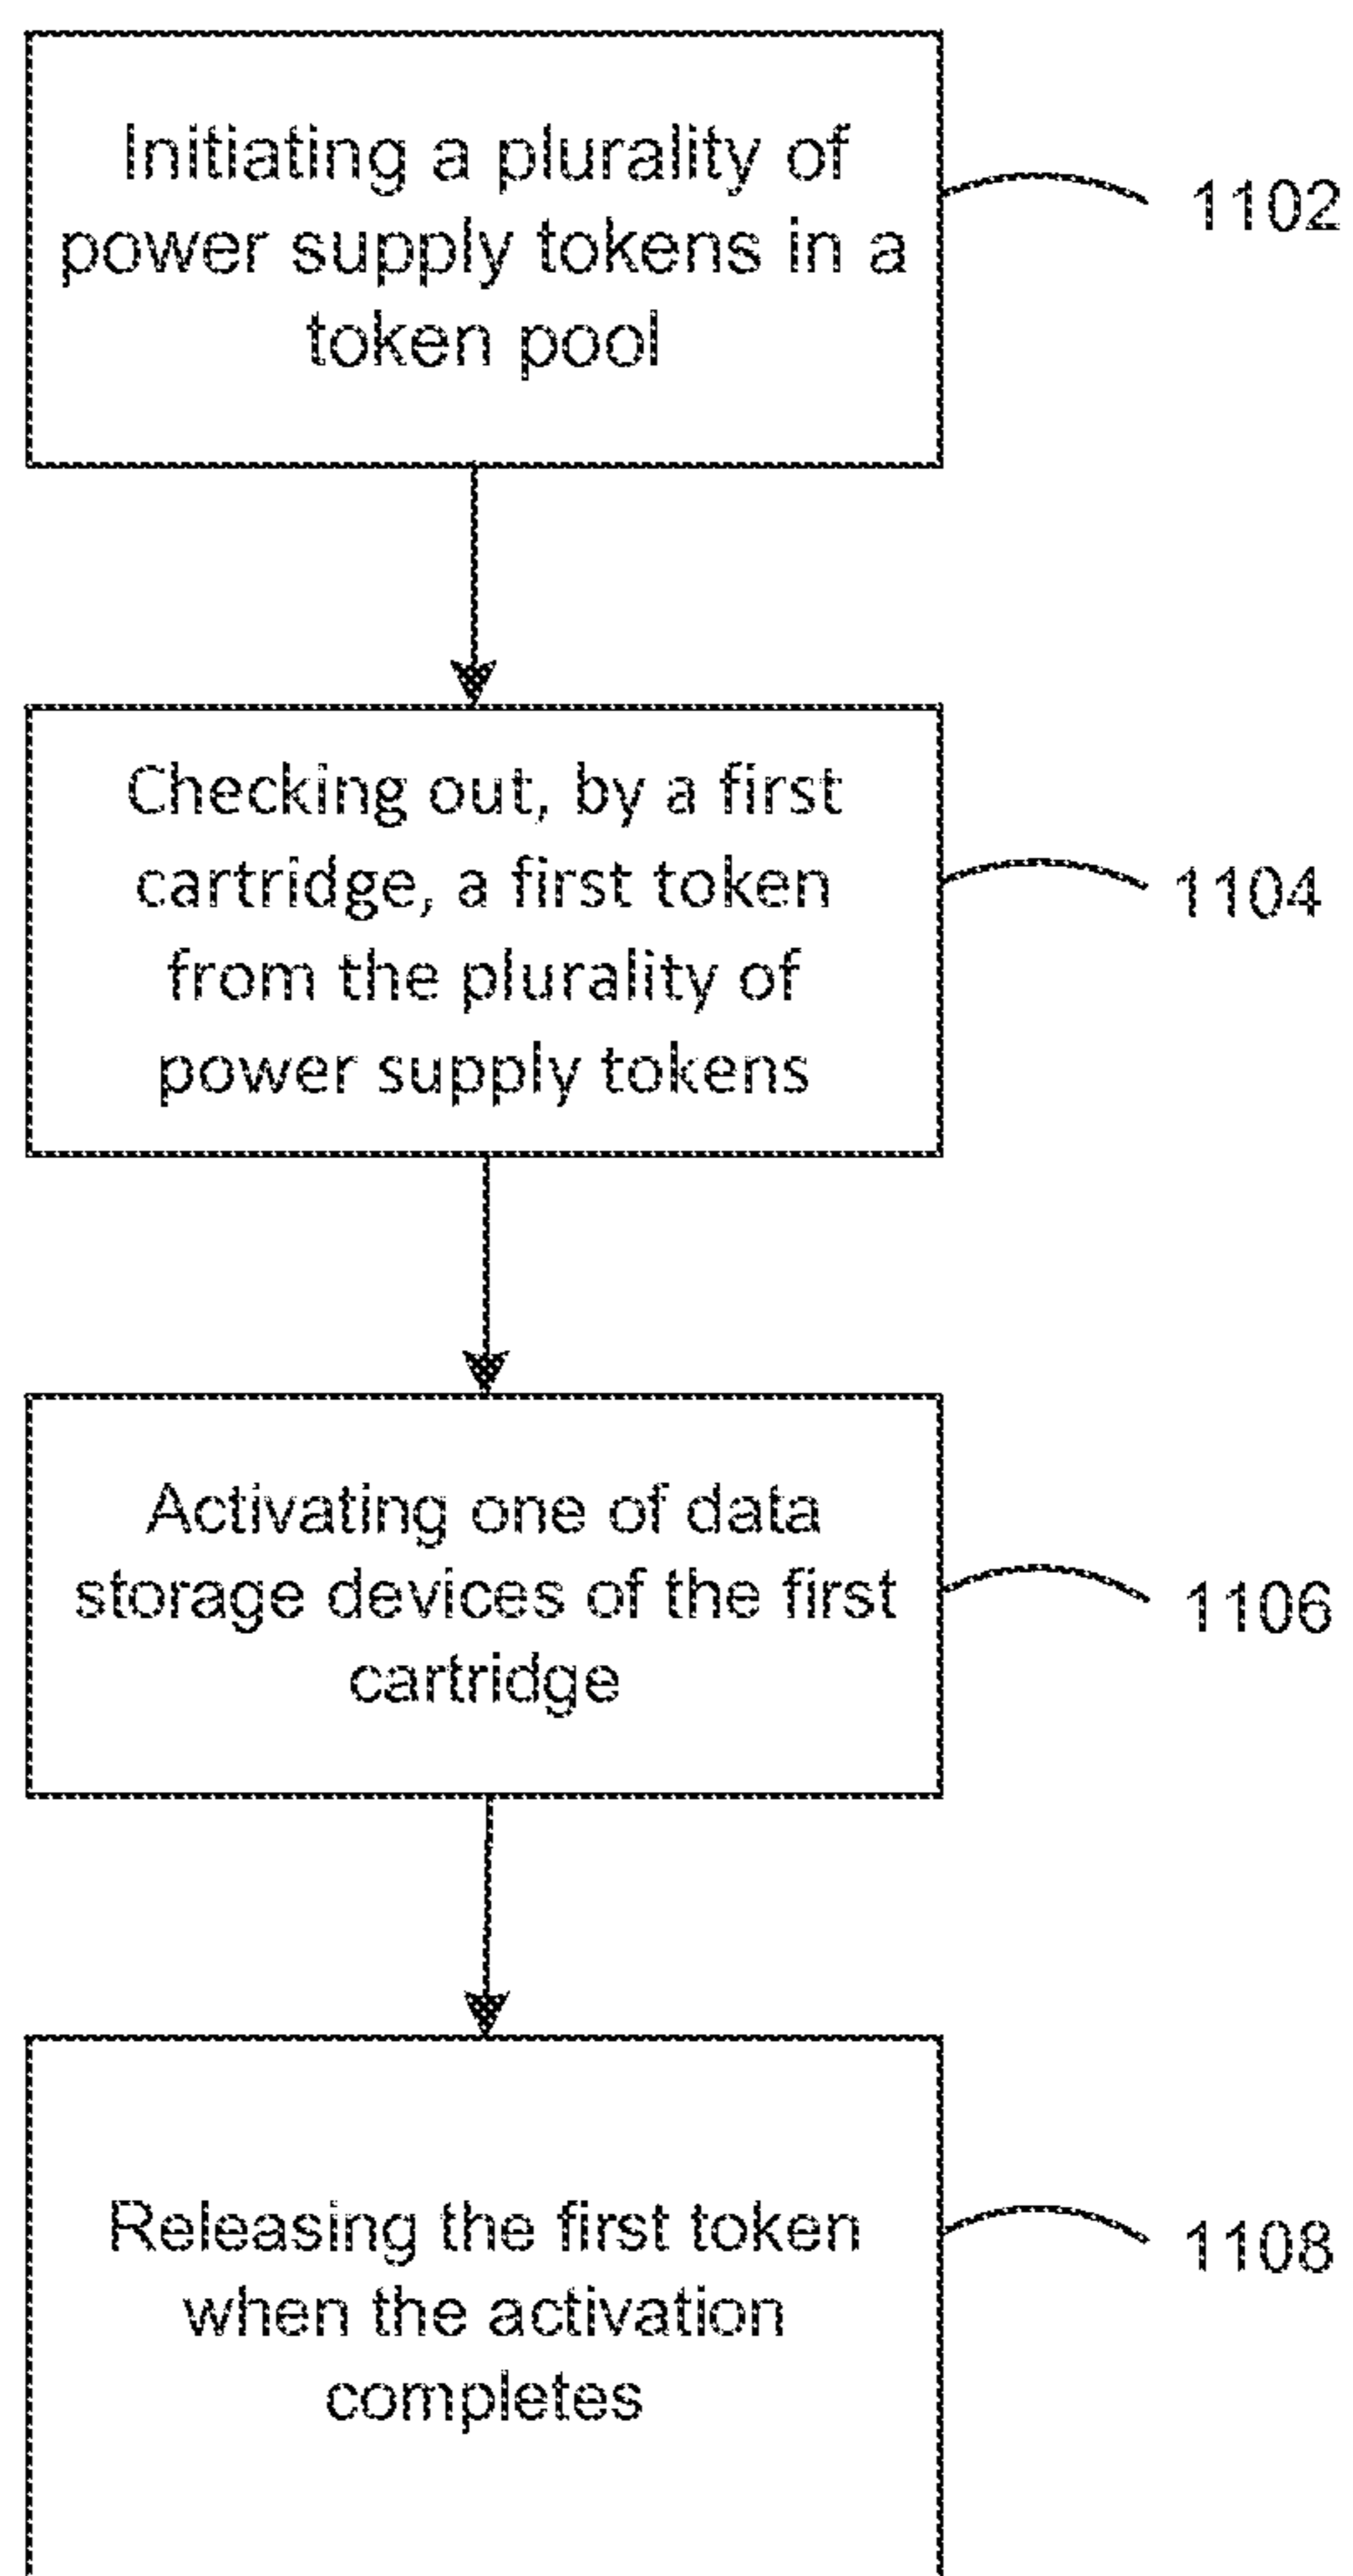 Initiating a plurality of
power supply tokens in a
token pool
1102
Checking out, by a first
cartridge, a first token
from the plurality of
power supply tokens
1104
Activating one of data
storage devices of the first
cartridge
1106
Releasing the first token
when the activation
completes
1108